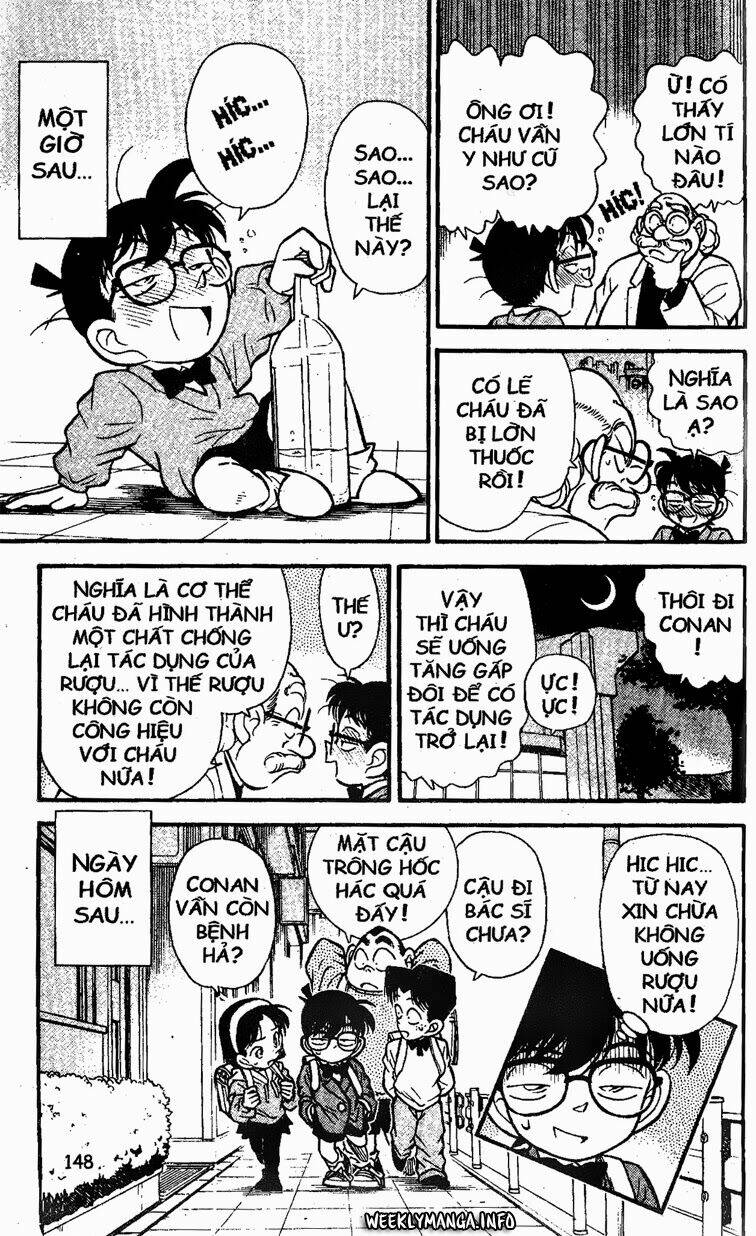 MỘT
GIỜ
SAU...
HÍC...
HÍC...
SAO...
SAO...
LẠI
THẾ
NÀY?
ÔNG ƠI!
CHÁU VẪN
Y NHƯ CŨ
SAO?
HÍC!
Ừ! CÓ
THẤY
LỚN TÍ
NÀO
ĐÂU!
CÓ LẼ
CHÁU ĐÃ
BỊ LỜN
THUỐC
RỒI!
NGHĨA
LÀ SAO
Ạ?
NGHĨA LÀ CƠ THỂ
CHÁU ĐÃ HÌNH THÀNH
MỘT CHẤT CHỐNG
LẠI TÁC DỤNG CỦA
RƯỢU... VÌ THẾ RƯỢU
KHÔNG CÒN
CÔNG HIỆU
VỚI CHÁU
NỮA!
THẾ
Ư?
VẬY
THÌ CHÁU
SẼ UỐNG
TĂNG GẤP
ĐÔI ĐỂ CÓ
TÁC DỤNG
TRỞ LẠI!
ỰC!
ỰC!
THÔI ĐI
CONAN
!
NGÀY
HÔM
SAU...
CONAN
VẪN CÒN
BỆNH
HẢ?
MẶT CẬU
TRÔNG HỐC
HÁC QUÁ
ĐẤY!
CẬU ĐI
BÁC SĨ
CHƯA?
HIC HIC...
TỪ NAY
XIN CHỪA
KHÔNG
UỐNG
RƯỢU
NỮA!
148
WEEKLYMANGA.INFO